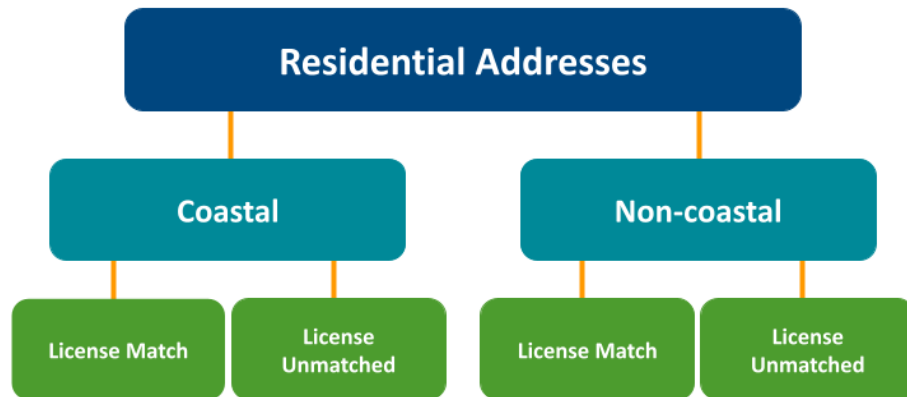 Residential Addresses
Coastal
Non-coastal
License Match
License
Unmatched
License Match
License
Unmatched